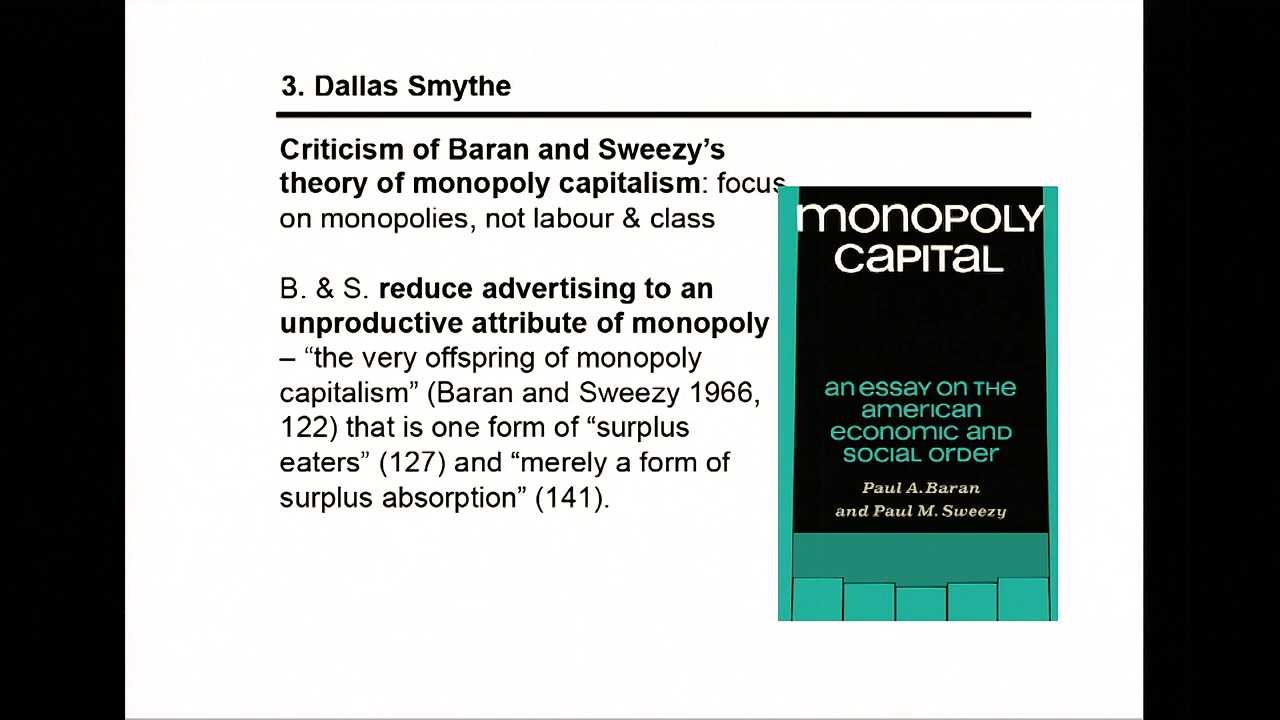 3. Dallas Smythe
Criticism of Baran and Sweezy’s
theory of monopoly capitalism: focus
on monopolies, not labour & class
B. & S. reduce advertising to an
unproductive attribute of monopoly
– “the very offspring of monopoly
capitalism” (Baran and Sweezy 1966,
122) that is one form of “surplus
eaters” (127) and “merely a form of
surplus absorption” (141).
monopoly
capital
an essay on the
american
economic and
social order
Paul A. Baran
and Paul M. Sweezy